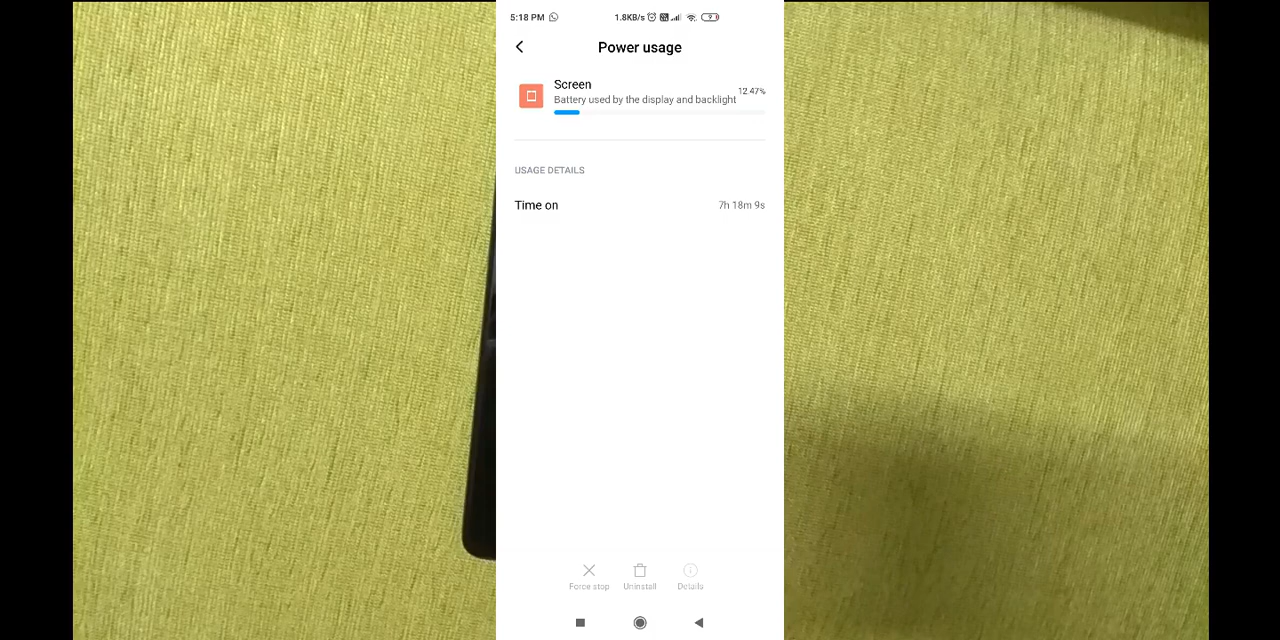 5:18 PM 1.8KB/s 9
Power usage
Screen
12.47%
Battery used by the display and backlight
USAGE DETAILS
Time on 7h 18m 9s
Force stop Uninstall Details